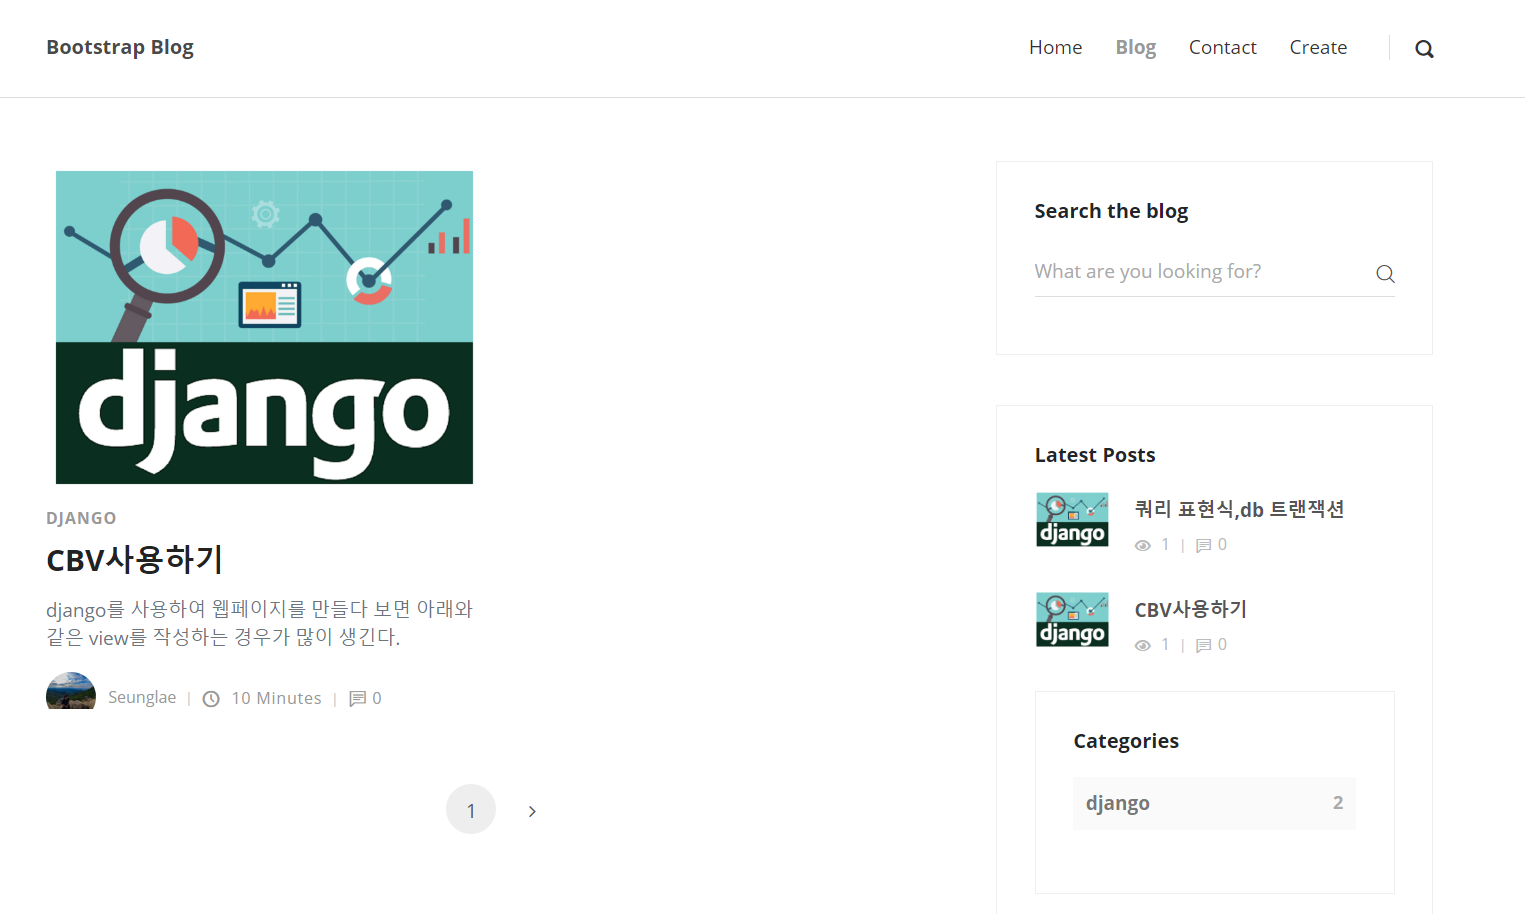 Bootstrap Blog
Home Blog Contact Create
django
DJANGO
CBV사용하기
django를 사용하여 웹페이지를 만들다 보면 아래와
같은 view를 작성하는 경우가 많이 생긴다.
Seunglae | 10 Minutes | 0
1
Search the blog
What are you looking for?
Latest Posts
django
쿼리 표현식,db 트랜잭션
1 | 0
django
CBV사용하기
1 | 0
Categories
django 2